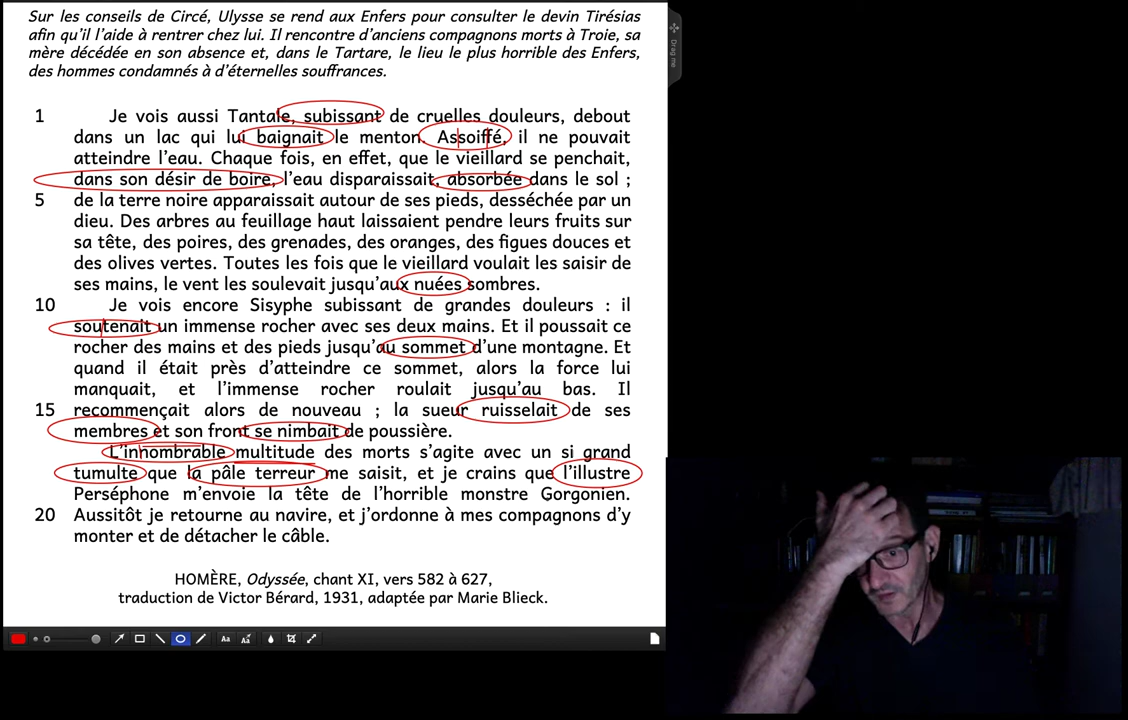 Sur les conseils de Circé, Ulysse se rend aux Enfers pour consulter le devin Tirésias
afin qu'il l'aide à rentrer chez lui. Il rencontre d'anciens compagnons morts à Troie, sa
mère décédée en son absence et, dans le Tartare, le lieu le plus horrible des Enfers,
des hommes condamnés à d'éternelles souffrances.
1 Je vois aussi Tantale, subissant de cruelles douleurs, debout
dans un lac qui lui baignait le menton. Assoiffé, il ne pouvait
atteindre l'eau. Chaque fois, en effet, que le vieillard se penchait,
dans son désir de boire, l'eau disparaissait, absorbée dans le sol ;
5 de la terre noire apparaissait autour de ses pieds, desséchée par un
dieu. Des arbres au feuillage haut laissaient pendre leurs fruits sur
sa tête, des poires, des grenades, des oranges, des figues douces et
des olives vertes. Toutes les fois que le vieillard voulait les saisir de
ses mains, le vent les soulevait jusqu'aux nuées sombres.
10 Je vois encore Sisyphe subissant de grandes douleurs : il
soutenait un immense rocher avec ses deux mains. Et il poussait ce
rocher des mains et des pieds jusqu'au sommet d'une montagne. Et
quand il était près d'atteindre ce sommet, alors la force lui
manquait, et l'immense rocher roulait jusqu'au bas. Il
15 recommençait alors de nouveau ; la sueur ruisselait de ses
membres et son front se nimbait de poussière.
L'innombrable multitude des morts s'agite avec un si grand
tumulte que la pâle terreur me saisit, et je crains que l'illustre
Perséphone m'envoie la tête de l'horrible monstre Gorgonien.
20 Aussitôt je retourne au navire, et j'ordonne à mes compagnons d'y
monter et de détacher le câble.
HOMÈRE, Odyssée, chant XI, vers 582 à 627,
traduction de Victor Bérard, 1931, adaptée par Marie Blieck.
Drag me
Aa Aa